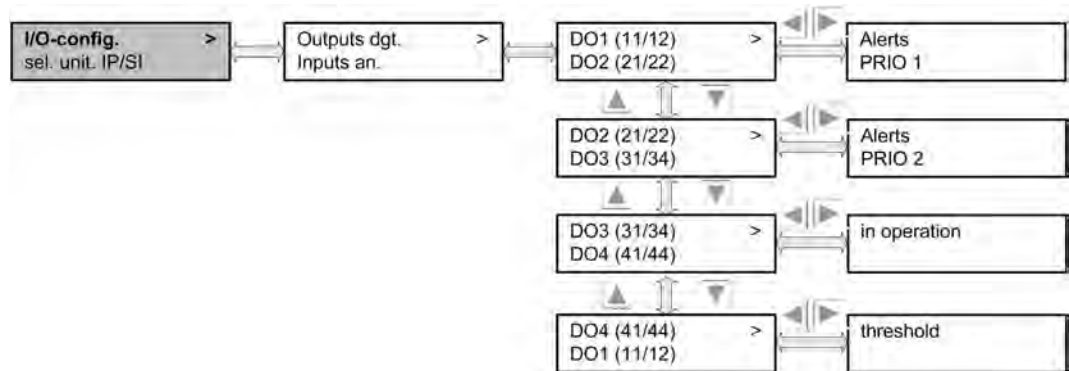 I/O-config. >
sel. unit. IP/SI
Outputs dgt. >
Inputs an.
DO1 (11/12) >
DO2 (21/22)
Alerts
PRIO 1
DO2 (21/22) >
DO3 (31/34)
Alerts
PRIO 2
DO3 (31/34) >
DO4 (41/44)
in operation
DO4 (41/44) >
DO1 (11/12)
threshold